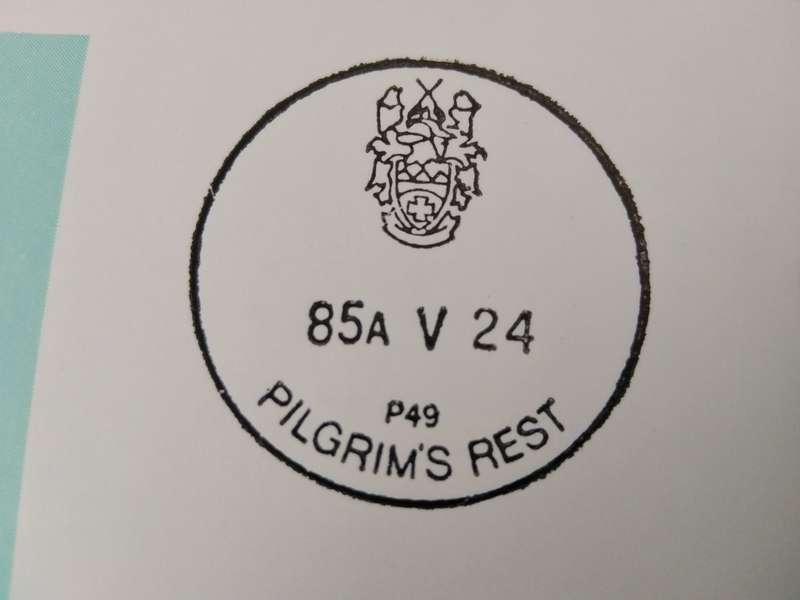 85A V 24
P49
PILGRIM'S REST